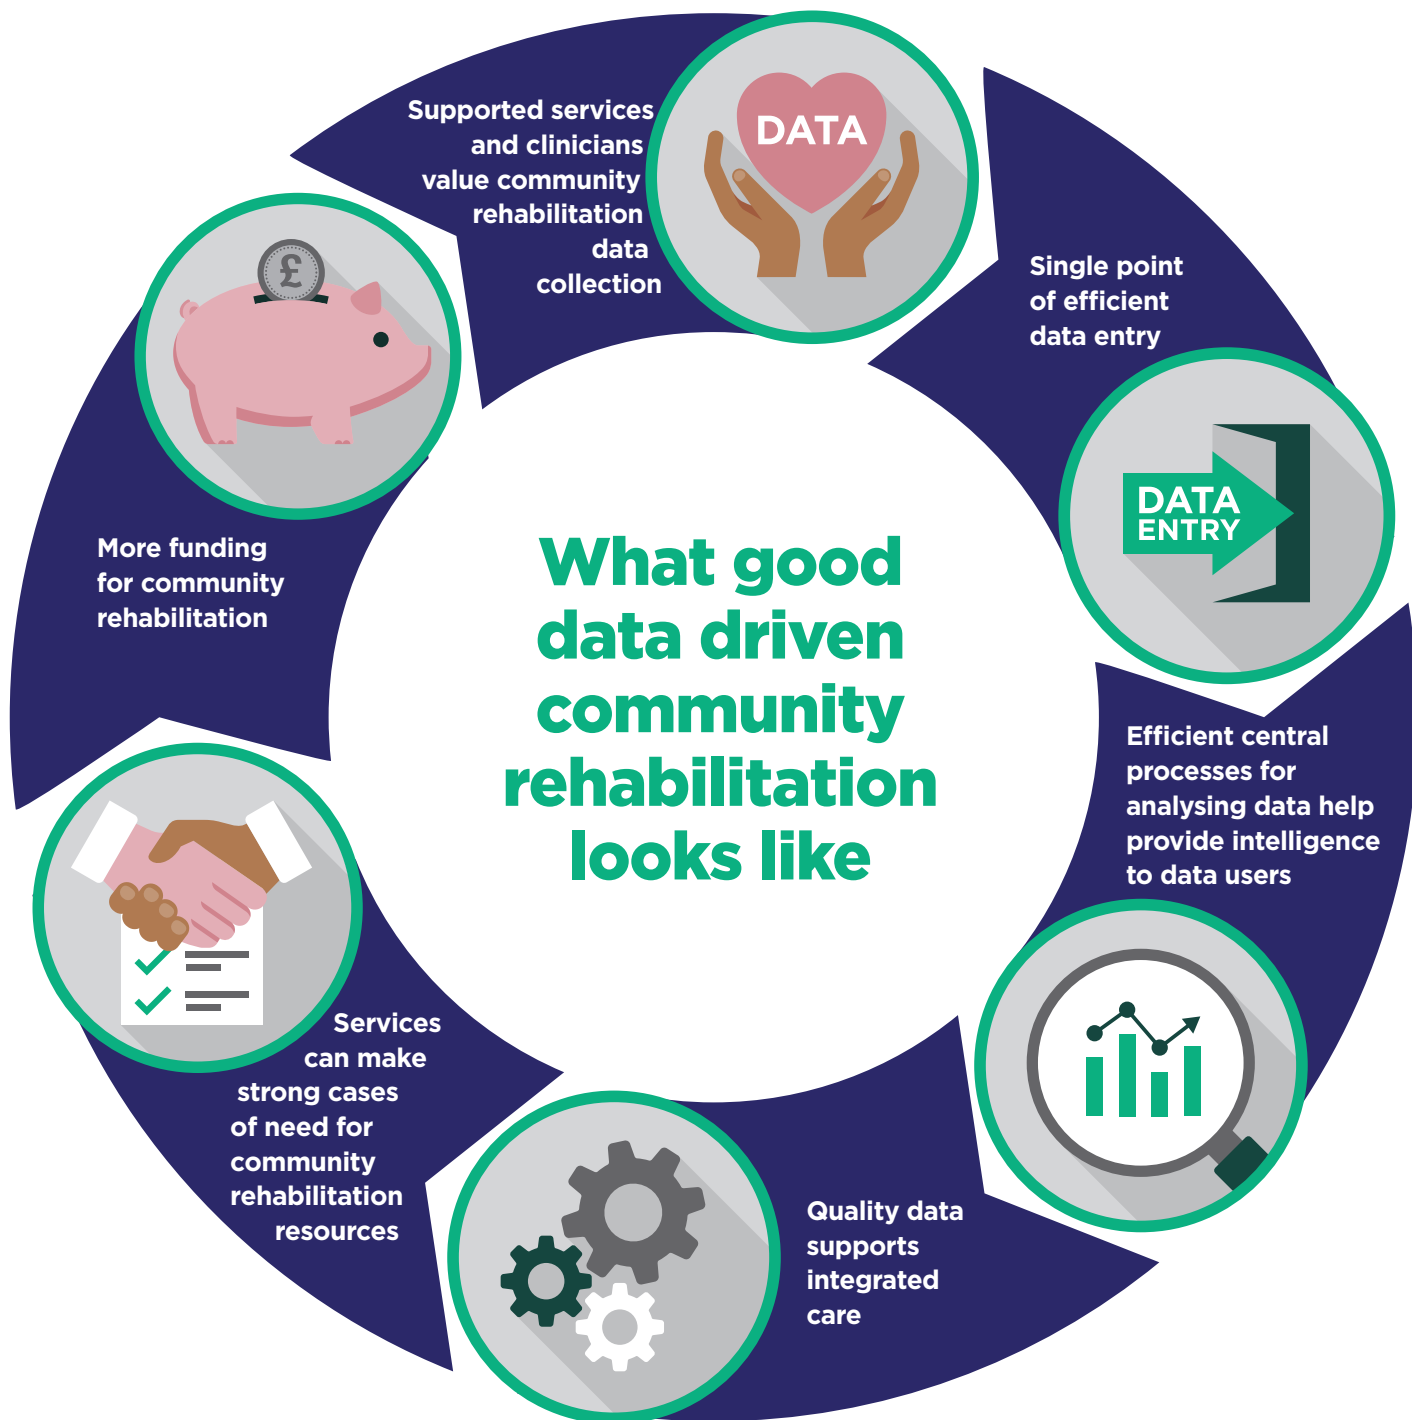 What good
data driven
community
rehabilitation
looks like
Supported services
and clinicians
value community
rehabilitation
data
collection
DATA
Single point
of efficient
data entry
DATA
ENTRY
Efficient central
processes for
analysing data help
provide intelligence
to data users
Quality data
supports
integrated
care
Services
can make
strong cases
of need for
community
rehabilitation
resources
More funding
for community
rehabilitation
£